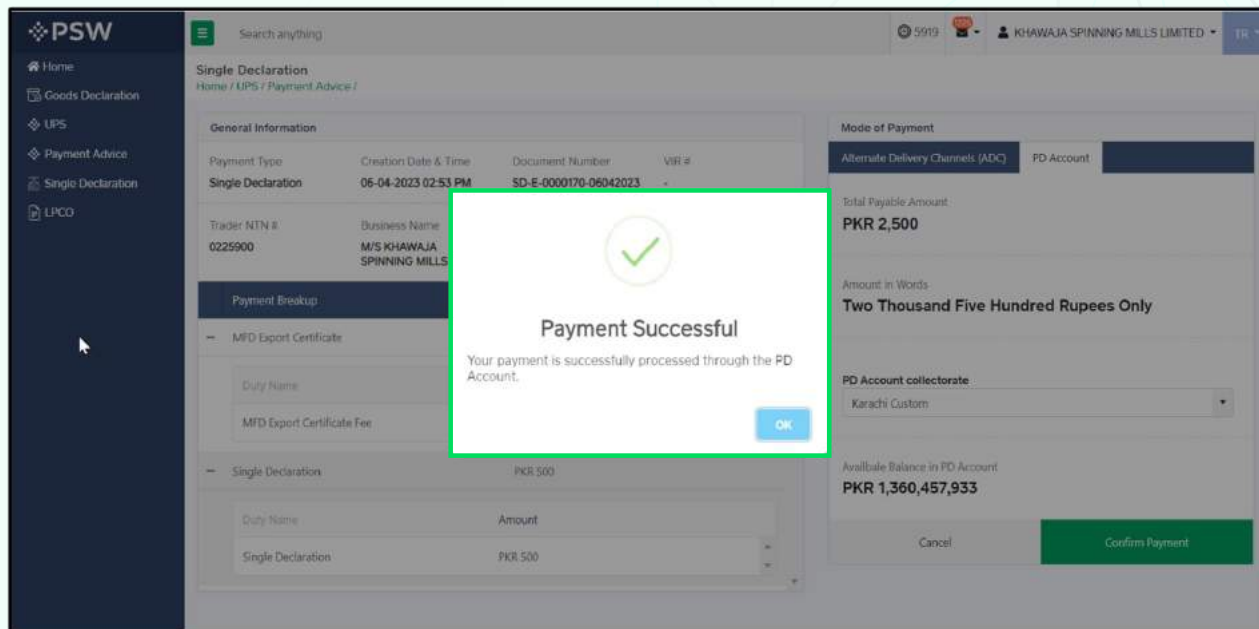 PSW
Search anything
5919
KHAWAJA SPINNING MILLS LIMITED
TR
Home
Goods Declaration
UPS
Payment Advice
Single Declaration
LPCO
Single Declaration
Home / UPS / Payment Advice /
General Information
Payment Type Creation Date & Time Document Number VIR #
Single Declaration 06-04-2023 02:53 PM SD-E-0000170-06042023 -
Trader NTN # Business Name
0225900 M/S KHAWAJA
SPINNING MILLS
Payment Breakup
− MFD Export Certificate
Duty Name
MFD Export Certificate Fee
− Single Declaration PKR 500
Duty Name Amount
Single Declaration PKR 500
Payment Successful
Your payment is successfully processed through the PD
Account.
OK
Mode of Payment
Alternate Delivery Channels (ADC) PD Account
Total Payable Amount
PKR 2,500
Amount in Words
Two Thousand Five Hundred Rupees Only
PD Account collectorate
Karachi Custom
Availbale Balance in PD Account
PKR 1,360,457,933
Cancel Confirm Payment